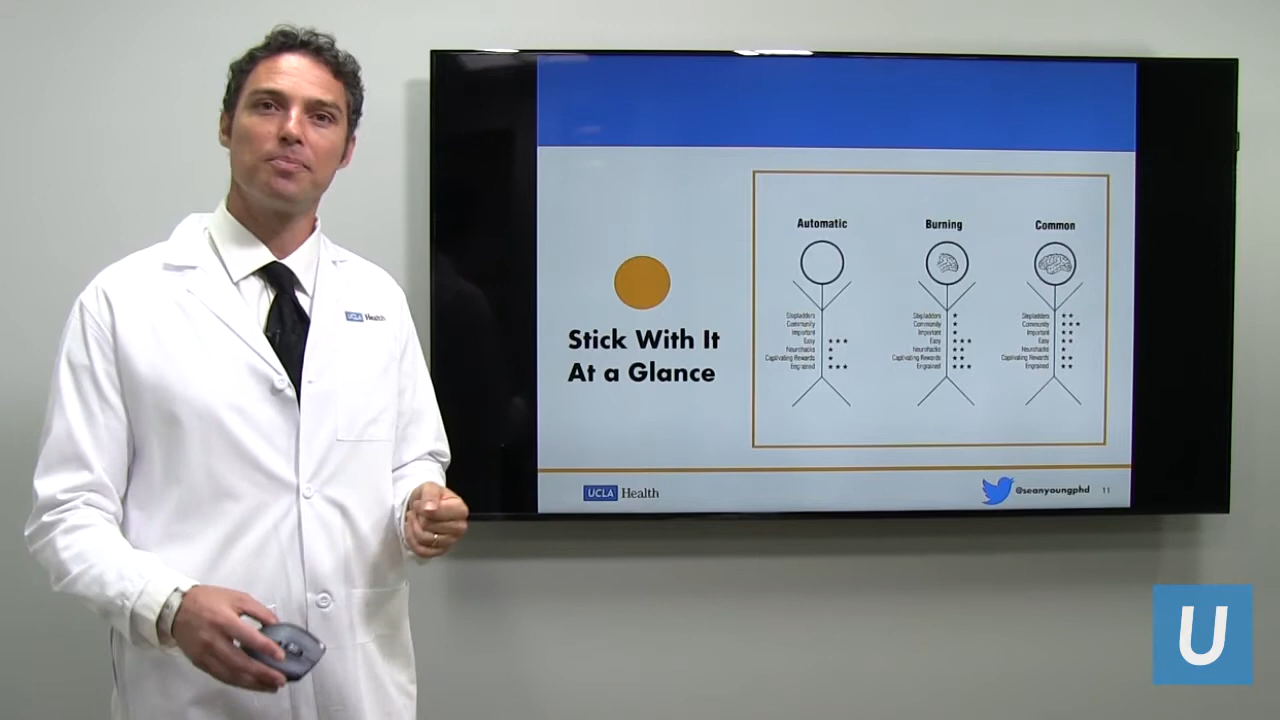 UCLA Health
Stick With It
At a Glance
Automatic
Stepladders
Community
Important
Easy ★ ★ ★
Neurohacks ★
Captivating Rewards ★
Engrained ★ ★ ★
Burning
Stepladders ★
Community ★
Important ★
Easy ★ ★ ★
Neurohacks ★ ★
Captivating Rewards ★ ★
Engrained ★ ★ ★
Common
Stepladders ★ ★
Community ★ ★ ★
Important ★ ★
Easy ★ ★
Neurohacks ★ ★
Captivating Rewards ★ ★
Engrained ★ ★
UCLA Health
@seanyoungphd 11
U